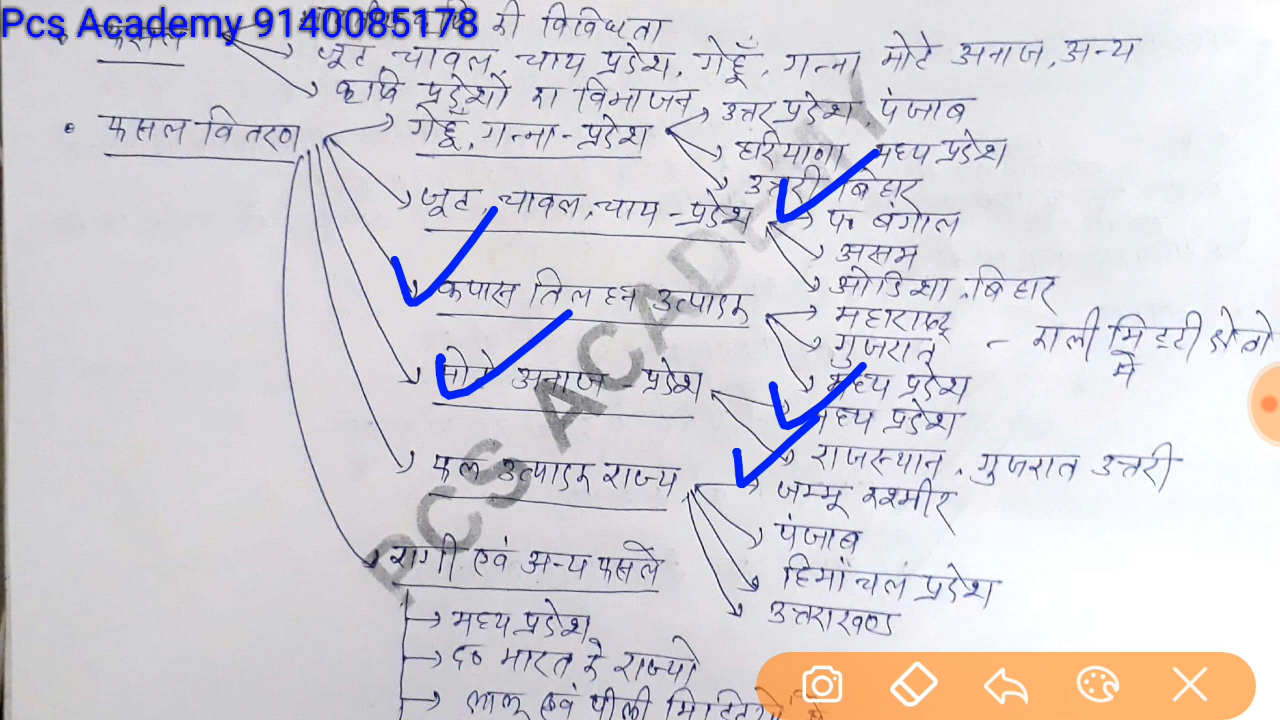 Pcs Academy 9140085178
की विविधता
• फसल
जूट चावल, चाय प्रदेश, गेहूँ, गन्ना मोटे अनाज, अन्य
कृषि प्रदेशों का विभाजन
• फसल वितरण
गेहूँ, गन्ना - प्रदेश
उत्तर प्रदेश पंजाब
हरियाणा मध्य प्रदेश
उत्तरी बिहार
जूट, चावल, चाय - प्रदेश
प० बंगाल
असम
ओडिशा, बिहार
कपास तिलहन उत्पादक
महाराष्ट्र
गुजरात - काली मिट्टी क्षेत्रो में
मध्य प्रदेश
मोटे अनाज - प्रदेश
मध्य प्रदेश
राजस्थान, गुजरात उत्तरी
फल उत्पादक राज्य
जम्मू कश्मीर
पंजाब
हिमांचल प्रदेश
उत्तराखण्ड
रागी एवं अन्य फसले
मध्य प्रदेश
द० भारत के राज्यो
लाल एवं पीली मिट्टियो में
PCS ACADEMY